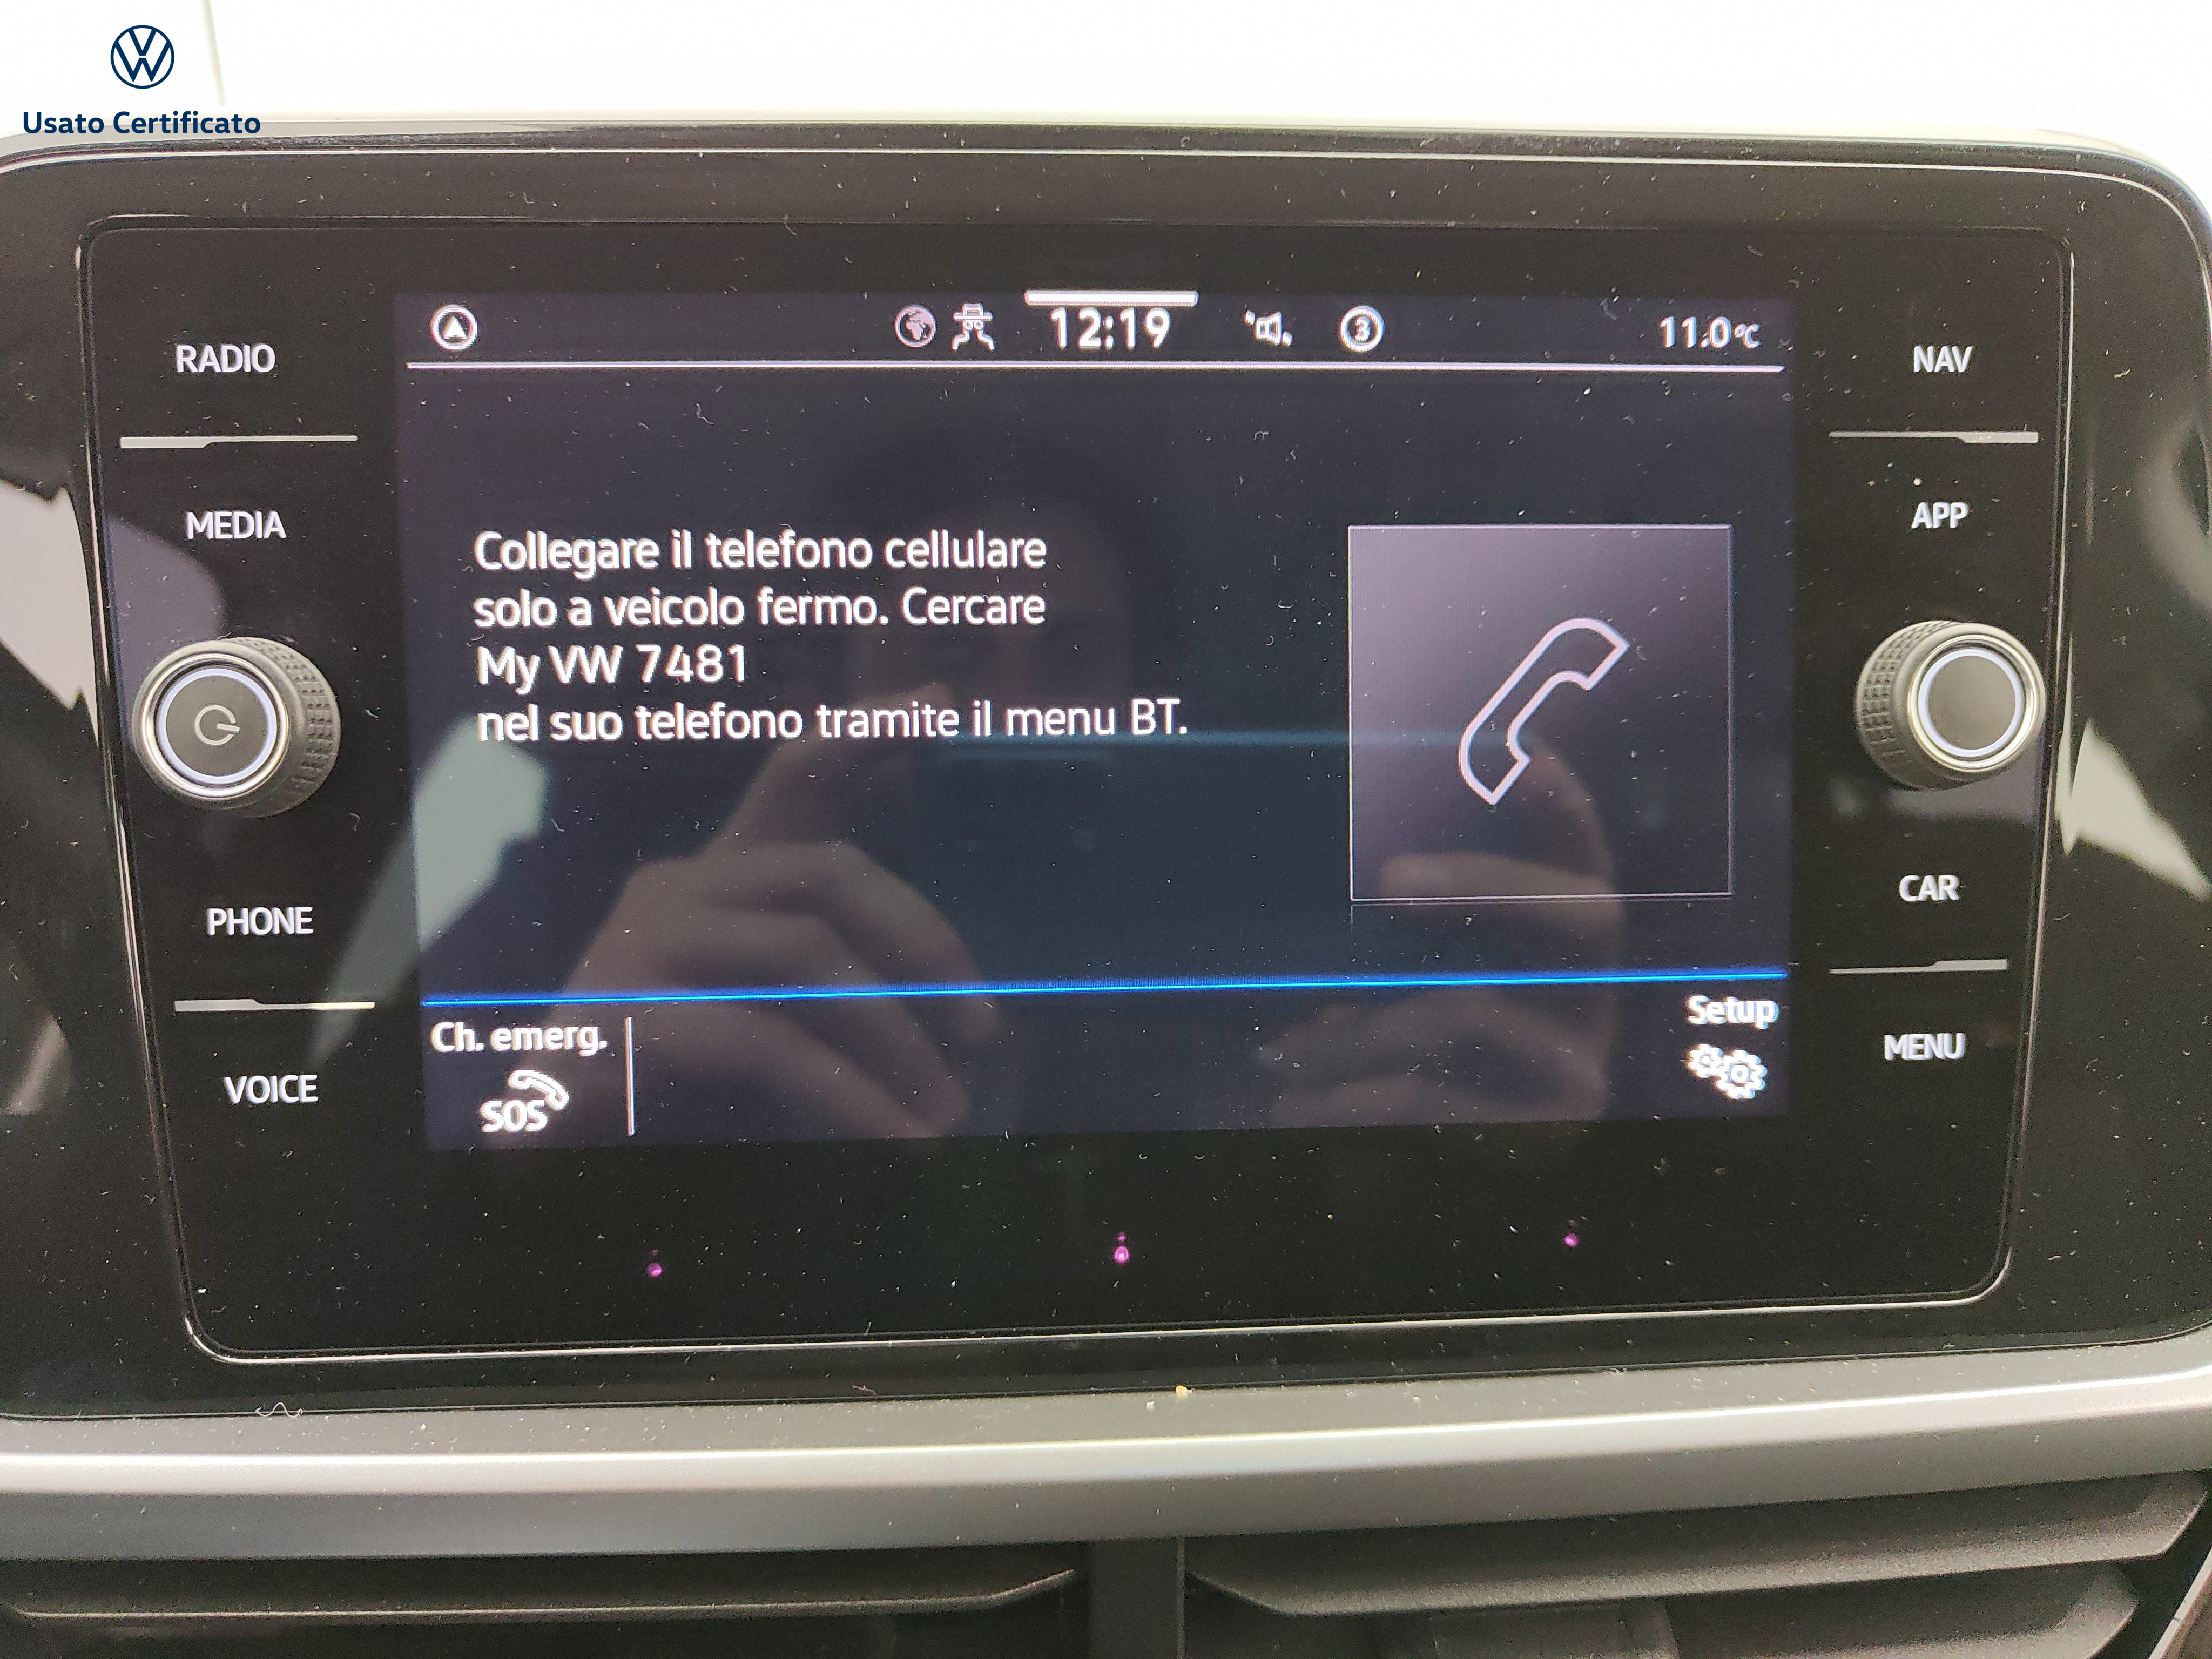 Usato Certificato
12:19
3
11.0°C
RADIO
MEDIA
PHONE
VOICE
Collegare il telefono cellulare
solo a veicolo fermo. Cercare
My VW 7481
nel suo telefono tramite il menu BT.
Ch. emerg.
SOS
Setup
NAV
APP
CAR
MENU